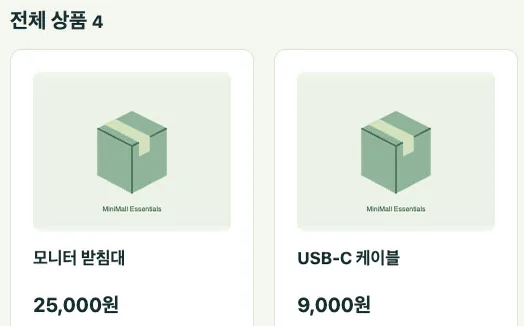 전체 상품 4
MiniMall Essentials
MiniMall Essentials
모니터 받침대
USB-C 케이블
25,000원
9,000원